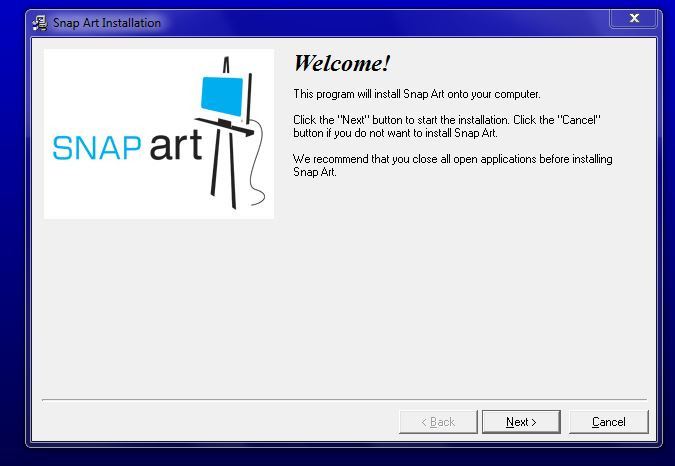 Snap Art Installation
X
SNAP art
Welcome!
This program will install Snap Art onto your computer.
Click the "Next" button to start the installation. Click the "Cancel"
button if you do not want to install Snap Art.
We recommend that you close all open applications before installing
Snap Art.
< Back
Next >
Cancel